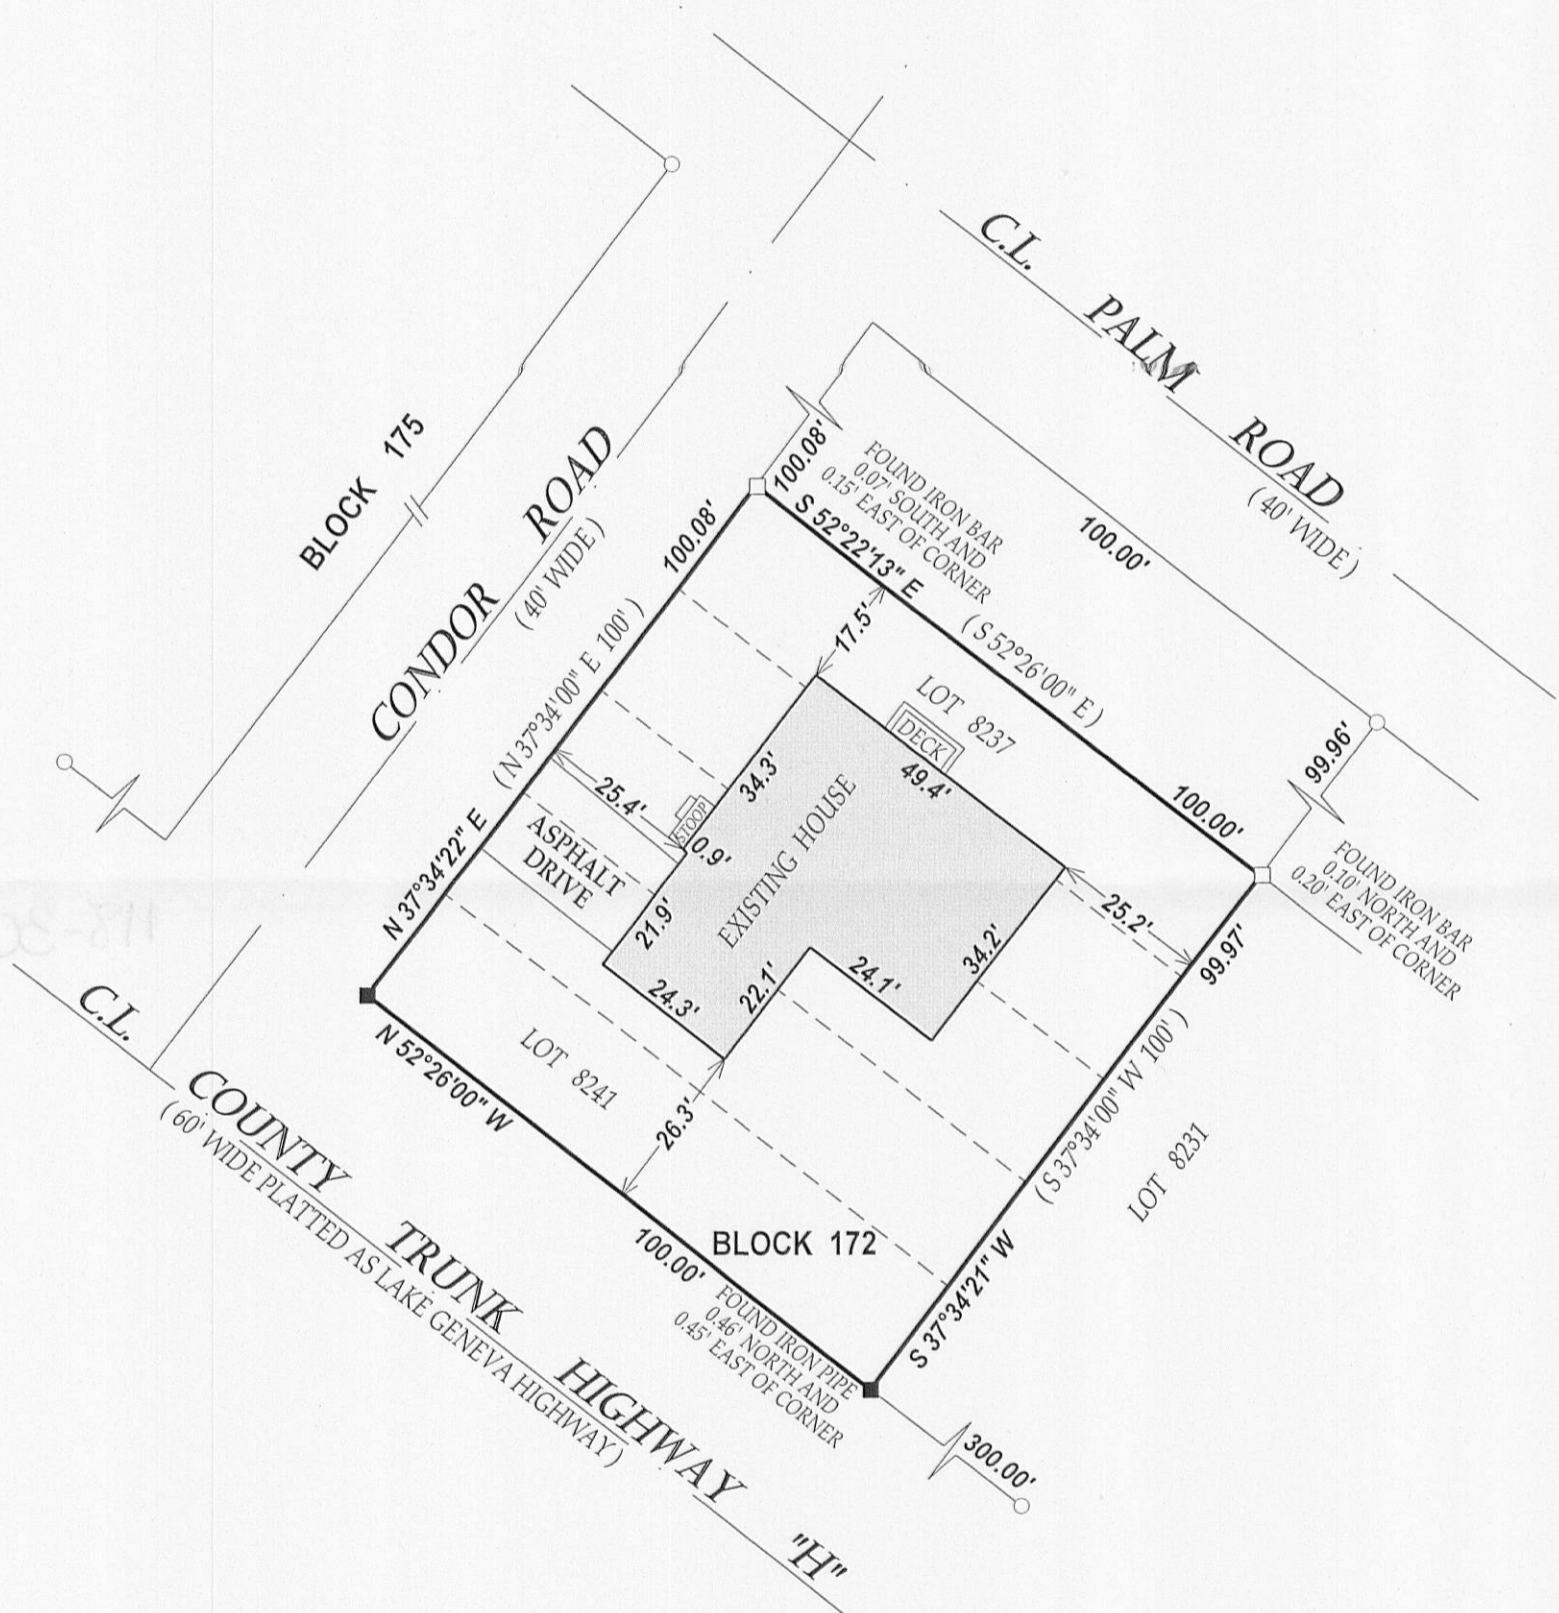 C.L. PALM ROAD
( 40' WIDE )
BLOCK 175
CONDOR ROAD
( 40' WIDE )
100.08'
100.08'
FOUND IRON BAR
0.07' SOUTH AND
0.15' EAST OF CORNER
S 52°22'13" E
( S 52°26'00" E )
100.00'
100.00'
99.96'
FOUND IRON BAR
0.10' NORTH AND
0.20' EAST OF CORNER
17.5'
LOT 8237
DECK
49.4'
34.3'
EXISTING HOUSE
STOOP
0.9'
25.4'
( N 37°34'00" E 100' )
N 37°34'22" E
ASPHALT
DRIVE
21.9'
24.3'
22.1'
24.1'
34.2'
25.2'
99.97'
( S 37°34'00" W 100' )
S 37°34'21" W
LOT 8231
LOT 8241
26.3'
N 52°26'00" W
100.00'
BLOCK 172
FOUND IRON PIPE
0.46' NORTH AND
0.45' EAST OF CORNER
300.00'
C.L. COUNTY TRUNK HIGHWAY "H"
( 60' WIDE PLATTED AS LAKE GENEVA HIGHWAY )